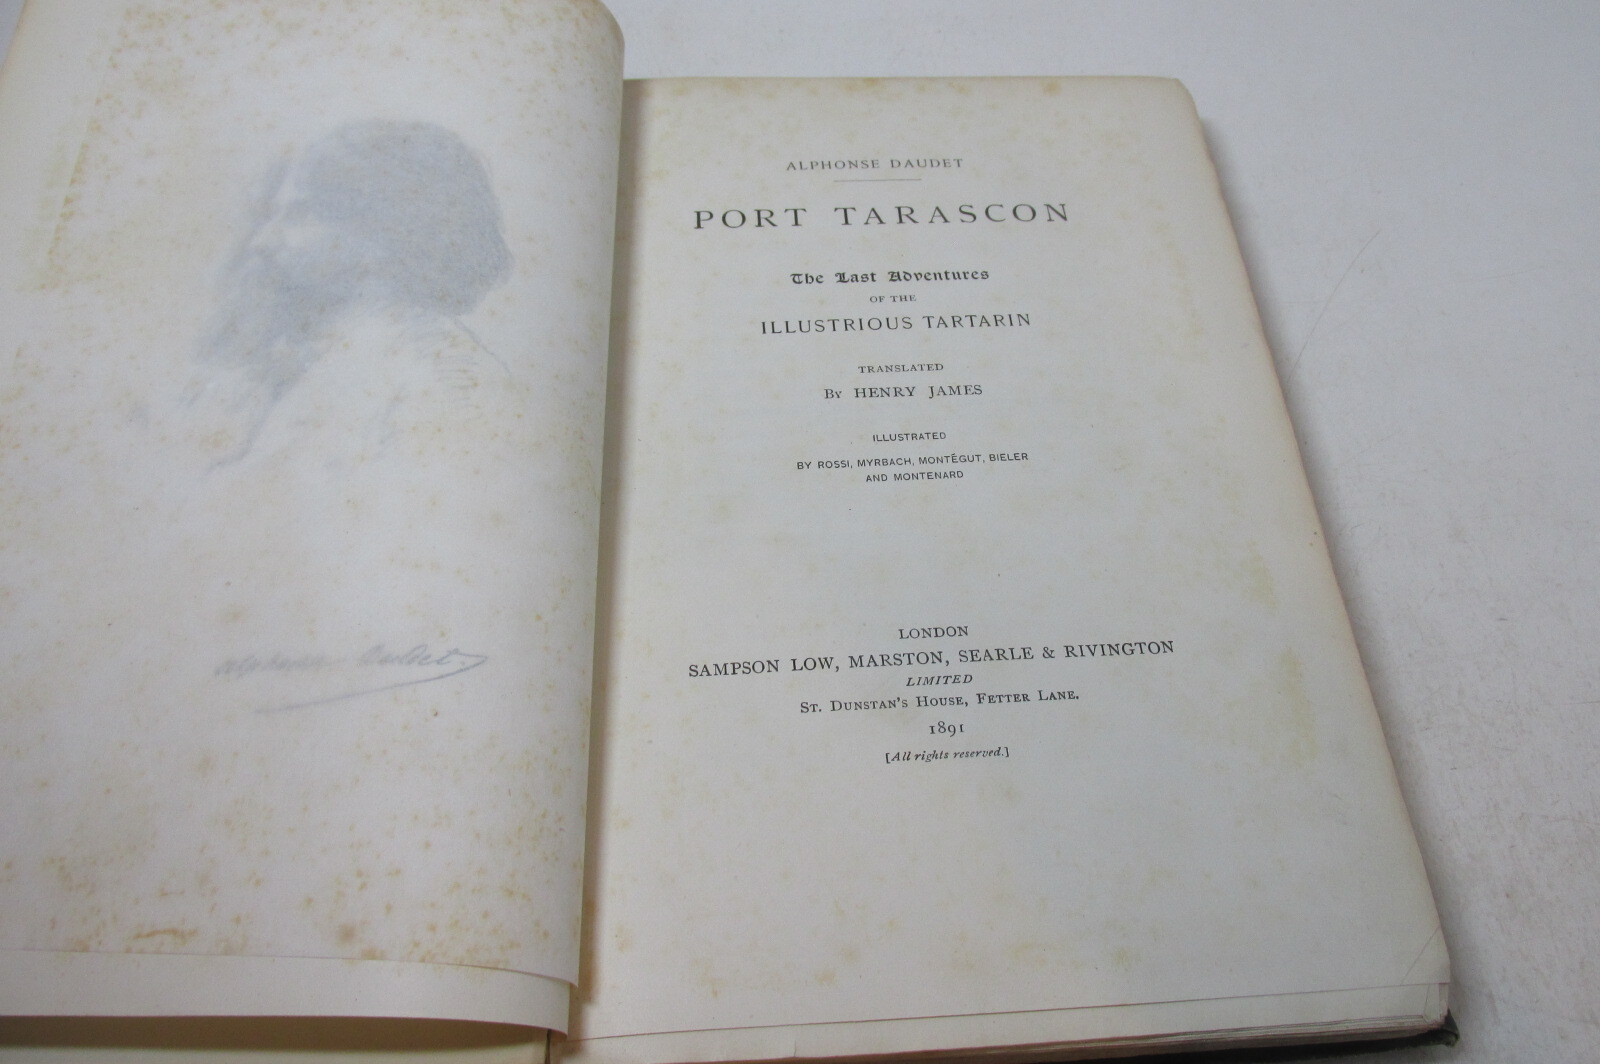 Alphonse Daudet
ALPHONSE DAUDET
PORT TARASCON
The Last Adventures
OF THE
ILLUSTRIOUS TARTARIN
TRANSLATED
BY HENRY JAMES
ILLUSTRATED
BY ROSSI, MYRBACH, MONTÉGUT, BIELER
AND MONTENARD
LONDON
SAMPSON LOW, MARSTON, SEARLE & RIVINGTON
LIMITED
ST. DUNSTAN'S HOUSE, FETTER LANE.
1891
[All rights reserved.]